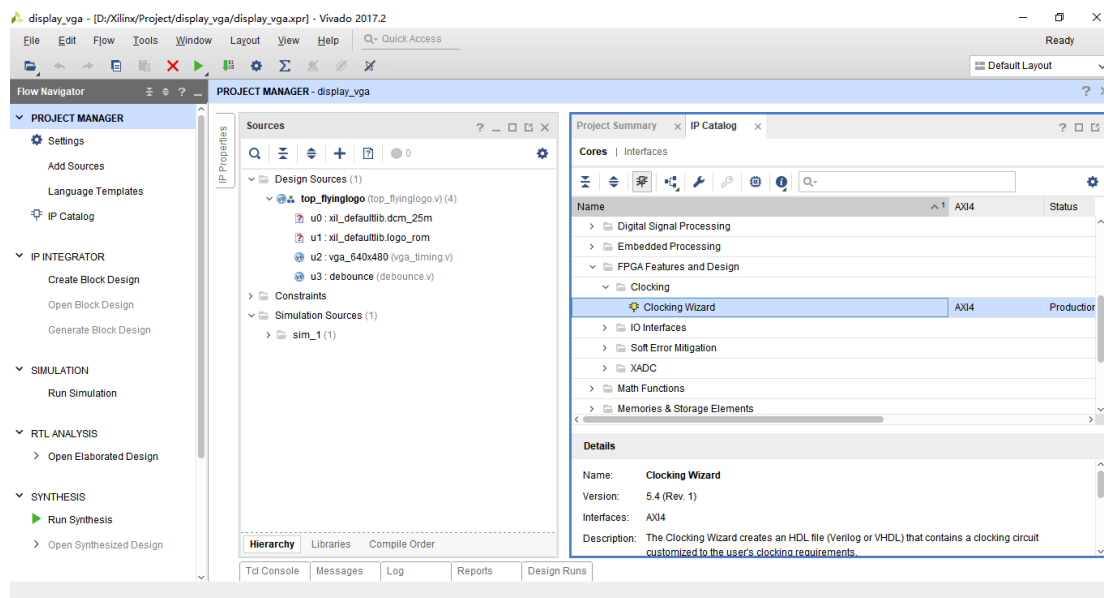 display_vga - [D:/Xilinx/Project/display_vga/display_vga.xpr] - Vivado 2017.2
File Edit Flow Tools Window Layout View Help Q- Quick Access Ready
Default Layout
Flow Navigator
PROJECT MANAGER - display_vga
PROJECT MANAGER
Settings
Add Sources
Language Templates
IP Catalog
IP INTEGRATOR
Create Block Design
Open Block Design
Generate Block Design
SIMULATION
Run Simulation
RTL ANALYSIS
Open Elaborated Design
SYNTHESIS
Run Synthesis
Open Synthesized Design
IP Properties
Sources
0
Design Sources (1)
top_flyinglogo (top_flyinglogo.v) (4)
u0 : xil_defaultlib.dcm_25m
u1 : xil_defaultlib.logo_rom
u2 : vga_640x480 (vga_timing.v)
u3 : debounce (debounce.v)
Constraints
Simulation Sources (1)
sim_1 (1)
Hierarchy Libraries Compile Order
Tcl Console Messages Log Reports Design Runs
Project Summary IP Catalog
Cores | Interfaces
Name 1 AXI4 Status
Digital Signal Processing
Embedded Processing
FPGA Features and Design
Clocking
Clocking Wizard AXI4 Production
IO Interfaces
Soft Error Mitigation
XADC
Math Functions
Memories & Storage Elements
Details
Name: Clocking Wizard
Version: 5.4 (Rev. 1)
Interfaces: AXI4
Description: The Clocking Wizard creates an HDL file (Verilog or VHDL) that contains a clocking circuit
customized to the user's clocking requirements.